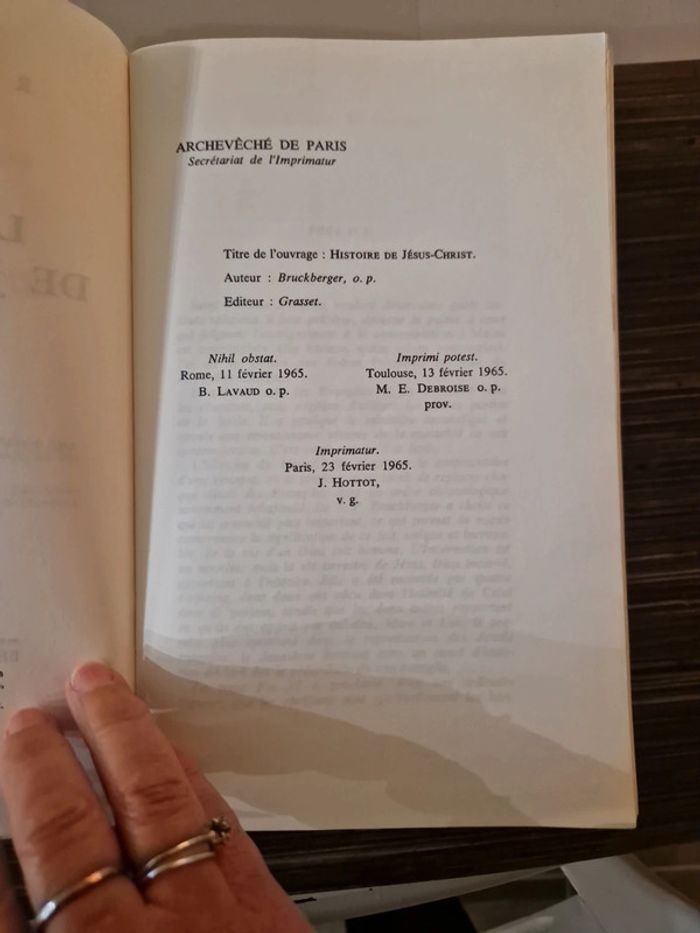 ARCHEVÊCHÉ DE PARIS
Secrétariat de l'Imprimatur
Titre de l'ouvrage : HISTOIRE DE JÉSUS-CHRIST.
Auteur : Bruckberger, o. p.
Editeur : Grasset.
Nihil obstat.
Rome, 11 février 1965.
B. LAVAUD o. p.
Imprimi potest.
Toulouse, 13 février 1965.
M. E. DEBROISE o. p.
prov.
Imprimatur.
Paris, 23 février 1965.
J. HOTTOT,
v. g.